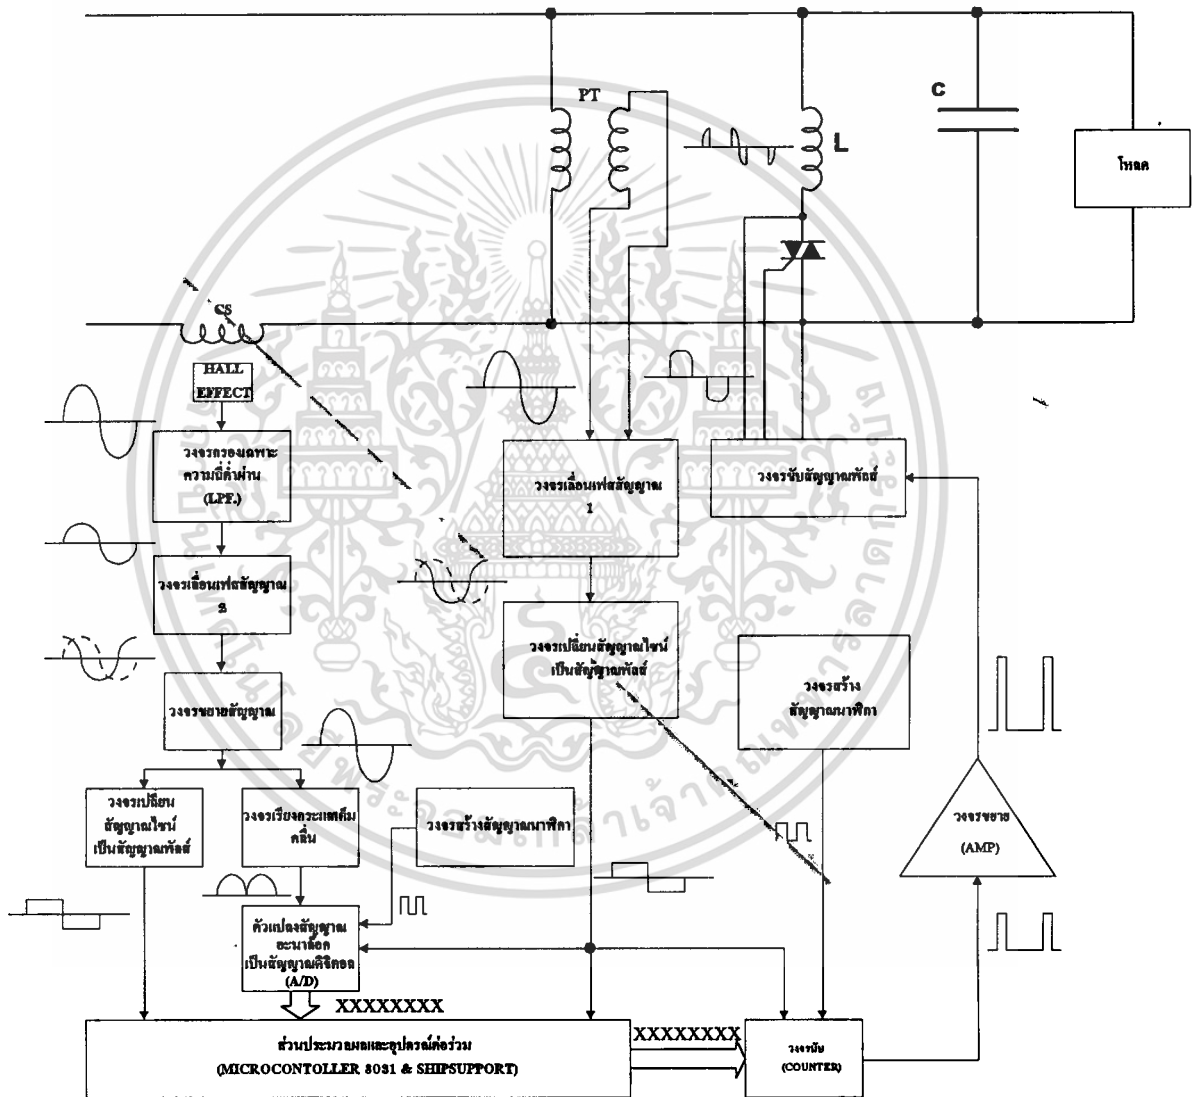 PT
C
L
โหลด
CS
HALL
EFFECT
วงจรกรองเฉพาะ
ความถี่ต่ำผ่าน
(LPF.)
วงจรเลื่อนเฟสสัญญาณ
1
วงจรขับสัญญาณพัลส์
วงจรเลื่อนเฟสสัญญาณ
2
วงจรเปลี่ยนสัญญาณไซน์
เป็นสัญญาณพัลส์
วงจรสร้าง
สัญญาณนาฬิกา
วงจรขยายสัญญาณ
วงจรเปลี่ยน
สัญญาณไซน์
เป็นสัญญาณพัลส์
วงจรเรียงกระแสเต็ม
คลื่น
วงจรสร้างสัญญาณนาฬิกา
วงจรขยาย
(AMP)
ตัวแปลงสัญญาณ
อะนาล็อค
เป็นสัญญาณดิจิตอล
(A/D)
XXXXXXXX
XXXXXXXX
ส่วนประมวลผลและอุปกรณ์ต่อร่วม
(MICROCONTOLLER 8031 & SHIPSUPPORT)
วงจรนับ
(COUNTER)